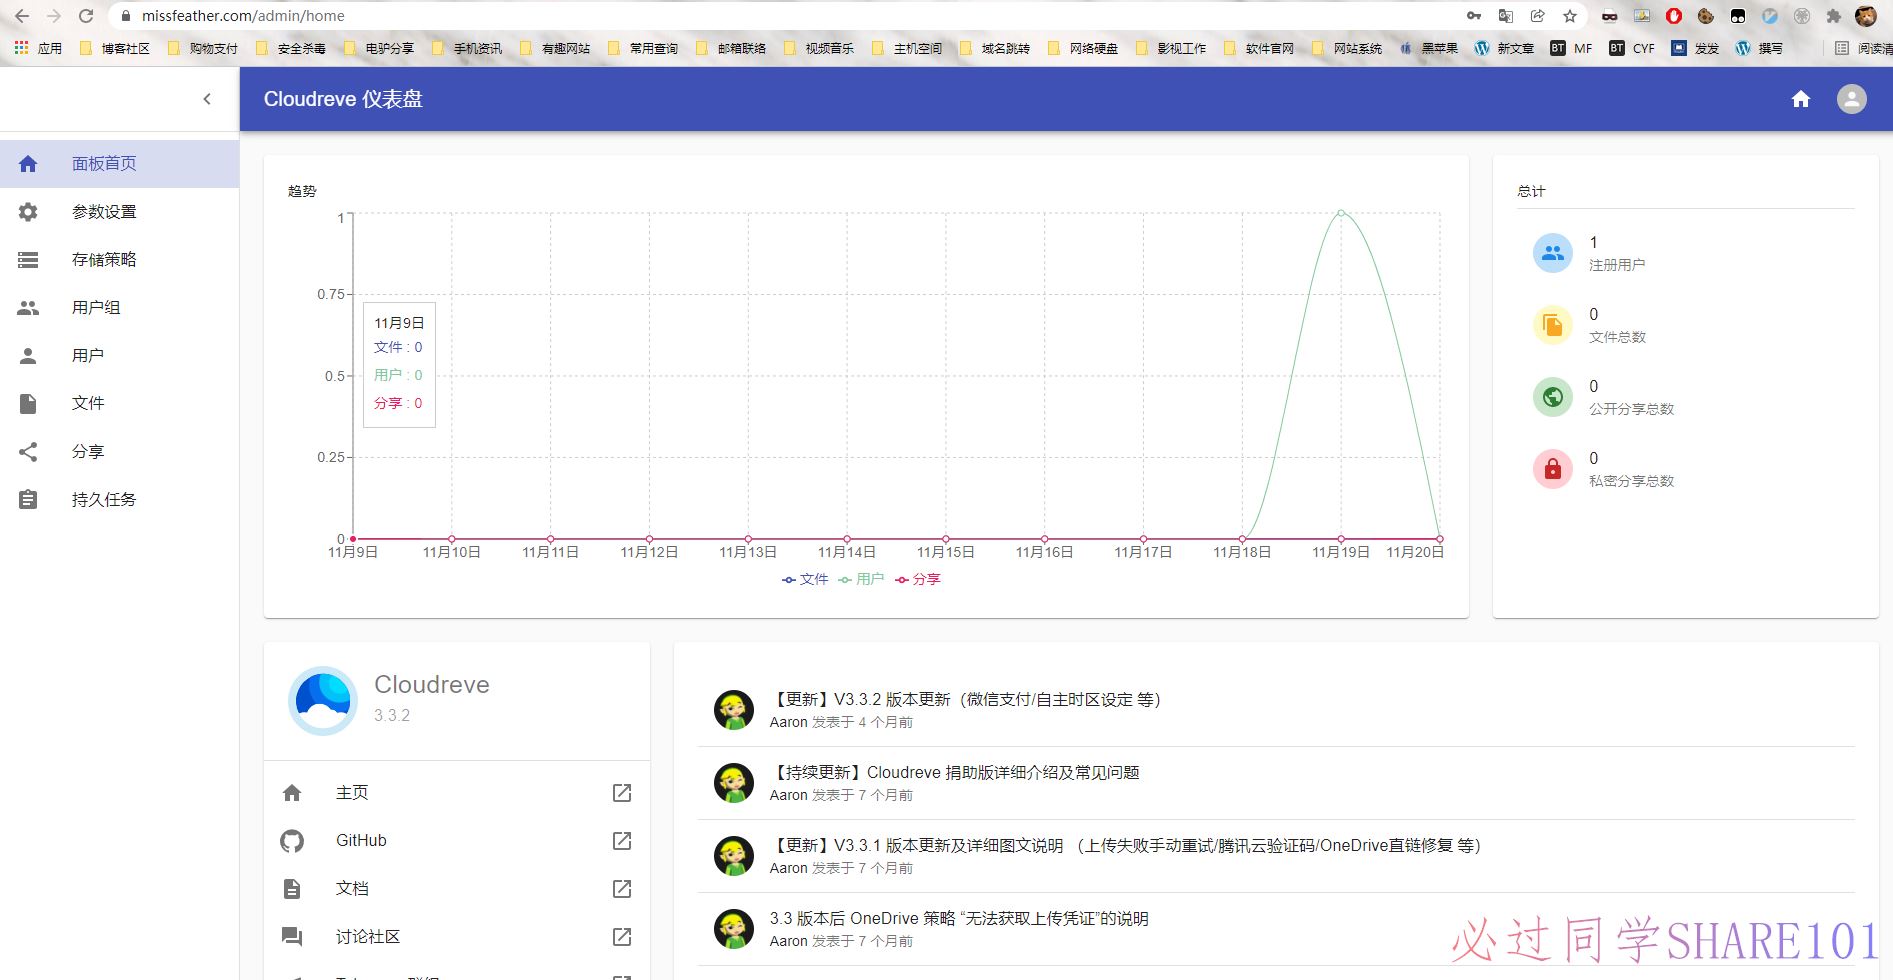 missfeather.com/admin/home
应用 博客社区 购物支付 安全杀毒 电驴分享 手机资讯 有趣网站 常用查询 邮箱联络 视频音乐 主机空间 域名跳转 网络硬盘 影视工作 软件官网 网站系统 黑苹果 新文章 BT MF BT CYF 发发 撰写 阅读清
Cloudreve 仪表盘
面板首页
参数设置
存储策略
用户组
用户
文件
分享
持久任务
趋势
1
0.75
0.5
0.25
0
11月9日
文件 : 0
用户 : 0
分享 : 0
11月9日 11月10日 11月11日 11月12日 11月13日 11月14日 11月15日 11月16日 11月17日 11月18日 11月19日 11月20日
文件 用户 分享
总计
1
注册用户
0
文件总数
0
公开分享总数
0
私密分享总数
Cloudreve
3.3.2
主页
GitHub
文档
讨论社区
【更新】V3.3.2 版本更新（微信支付/自主时区设定 等）
Aaron 发表于 4 个月前
【持续更新】Cloudreve 捐助版详细介绍及常见问题
Aaron 发表于 7 个月前
【更新】V3.3.1 版本更新及详细图文说明 （上传失败手动重试/腾讯云验证码/OneDrive直链修复 等）
Aaron 发表于 7 个月前
3.3 版本后 OneDrive 策略 “无法获取上传凭证”的说明
Aaron 发表于 7 个月前
必过同学SHARE101